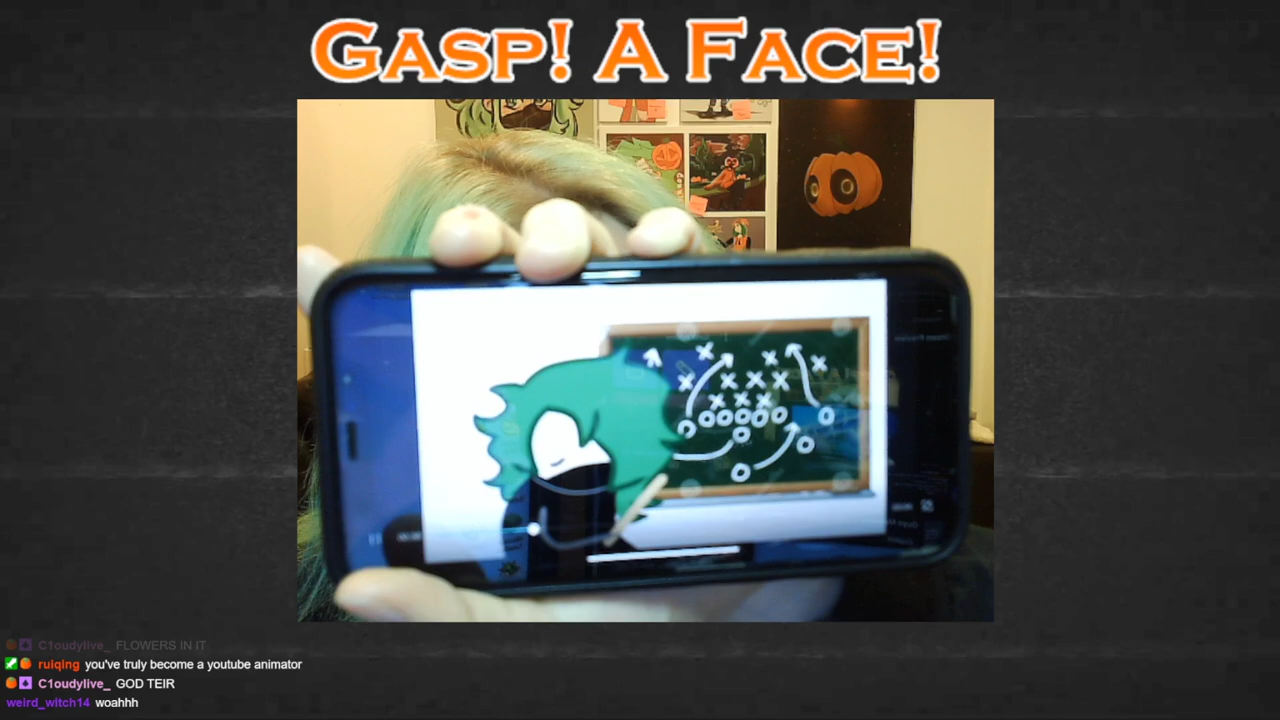 GASP! A FACE!
C1oudylive_ FLOWERS IN IT
ruiqing you've truly become a youtube animator
C1oudylive_ GOD TEIR
weird_witch14 woahhh